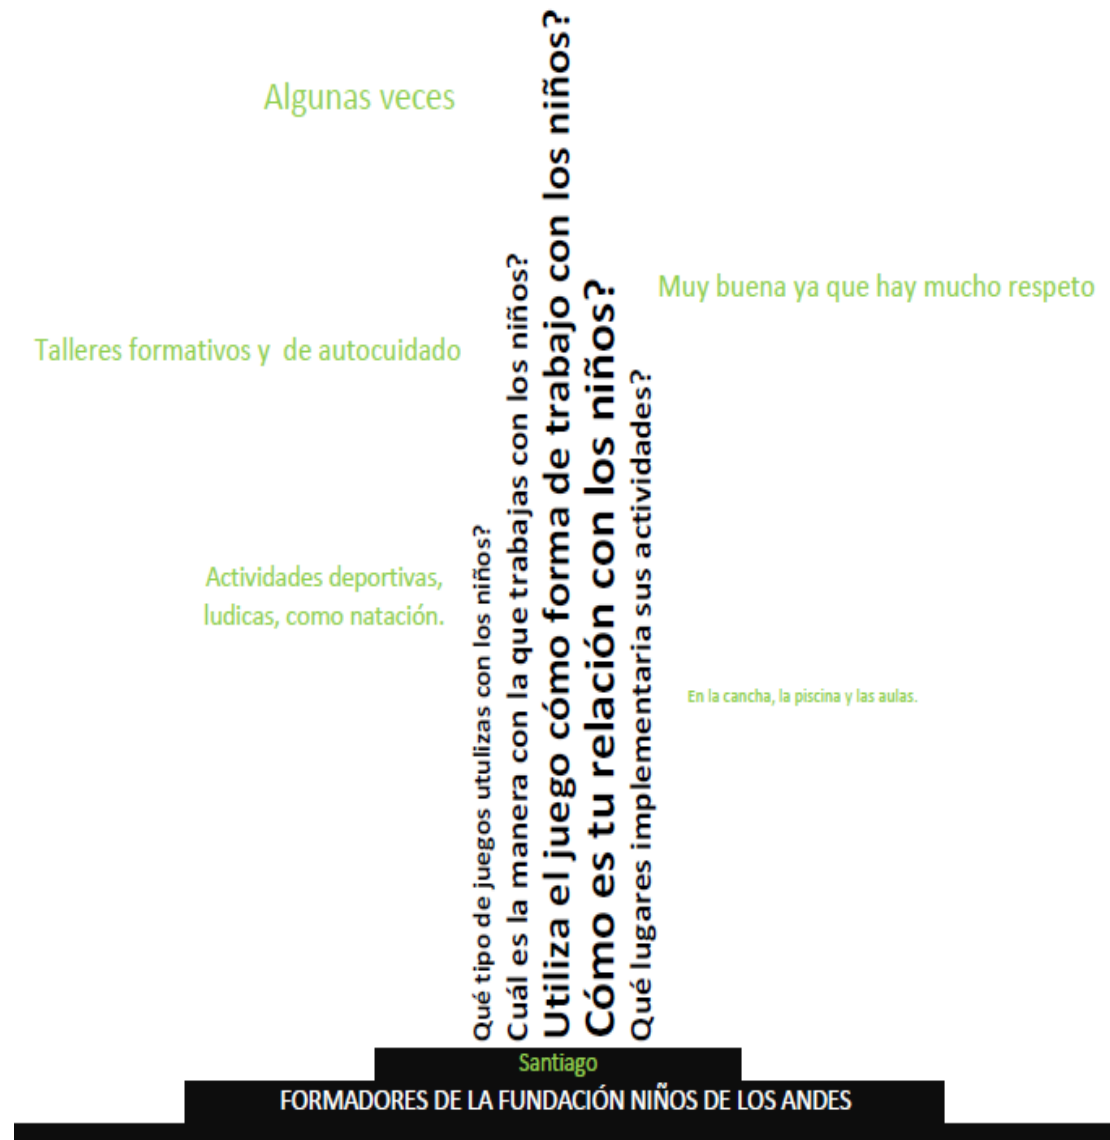 Algunas veces
Muy buena ya que hay mucho respeto
Talleres formativos y de autocuidado
Actividades deportivas,
ludicas, como natación.
En la cancha, la piscina y las aulas.
Qué tipo de juegos utulizas con los niños?
Cuál es la manera con la que trabajas con los niños?
Utiliza el juego cómo forma de trabajo con los niños?
Cómo es tu relación con los niños?
Qué lugares implementaria sus actividades?
Santiago
FORMADORES DE LA FUNDACIÓN NIÑOS DE LOS ANDES